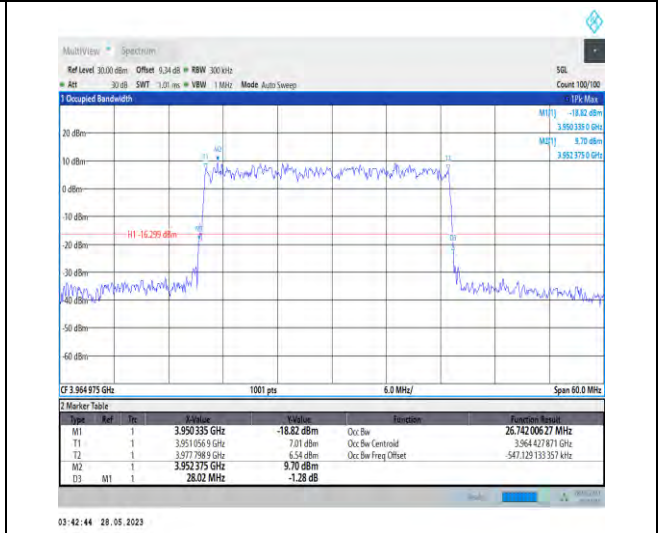 MultiView Spectrum
Ref Level 30.00 dBm Offset 9.34 dB RBW 300 kHz SGL
Att 30 dB SWT 1.01 ms VBW 1 MHz Mode Auto Sweep Count 100/100
1 Occupied Bandwidth 1Pk Max
M1[1] -18.82 dBm
3.950 335 0 GHz
M2[1] 9.70 dBm
3.952 375 0 GHz
20 dBm
M2
T1
T2
10 dBm
0 dBm
-10 dBm
M1
H1 -16.299 dBm
D3
-20 dBm
-30 dBm
-40 dBm
-50 dBm
-60 dBm
CF 3.964 975 GHz 1001 pts 6.0 MHz/ Span 60.0 MHz
2 Marker Table
Type Ref Trc X-Value Y-Value Function Function Result
M1 1 3.950 335 GHz -18.82 dBm Occ Bw 26.742 006 27 MHz
T1 1 3.951 056 9 GHz 7.01 dBm Occ Bw Centroid 3.964 427 871 GHz
T2 1 3.977 798 9 GHz 6.54 dBm Occ Bw Freq Offset -547.129 133 357 kHz
M2 1 3.952 375 GHz 9.70 dBm
D3 M1 1 28.02 MHz -1.28 dB
03:42:44 28.05.2023